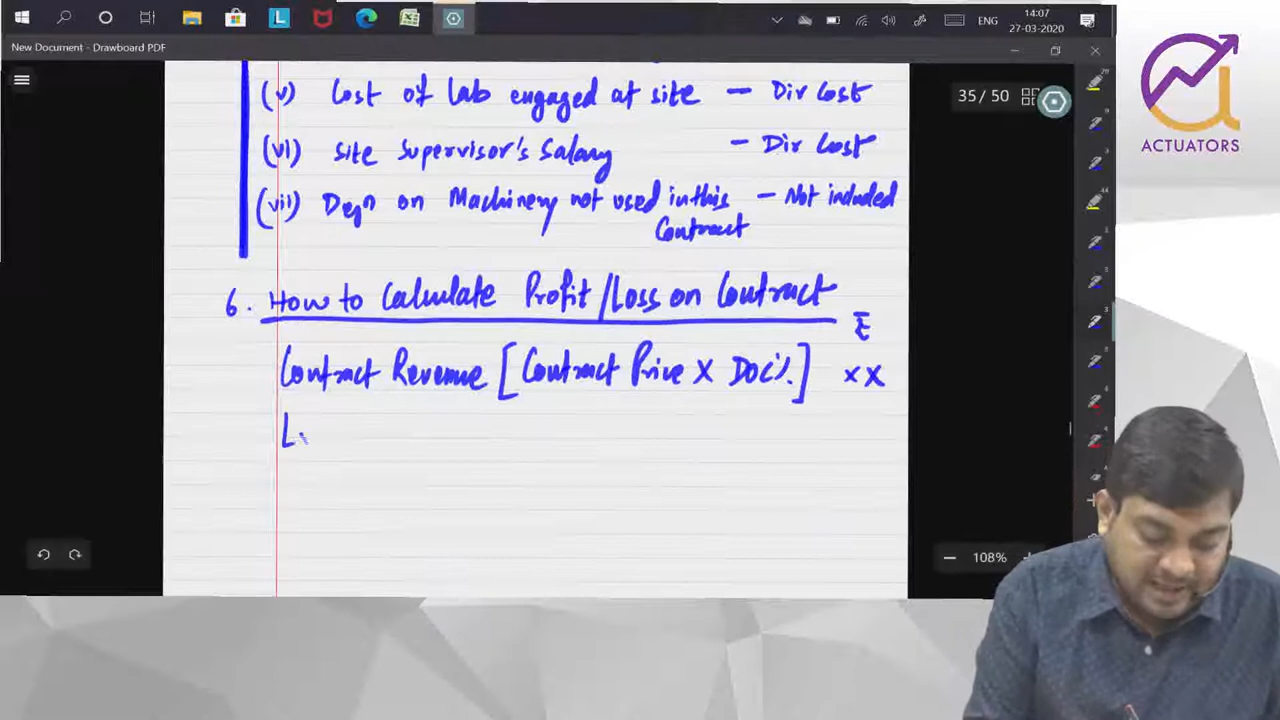 14:07
ENG
27-03-2020
New Document - Drawboard PDF
35 / 50
ACTUATORS
(v) Cost of Lab engaged at site - Dir Cost
(vi) Site Supervisor's Salary - Dir Cost
(vii) Depn on Machinery not used in this - Not included
Contract
6. How to Calculate Profit/Loss on Contract
Contract Revenue [Contract Price X DOC%.] XX
L
108%